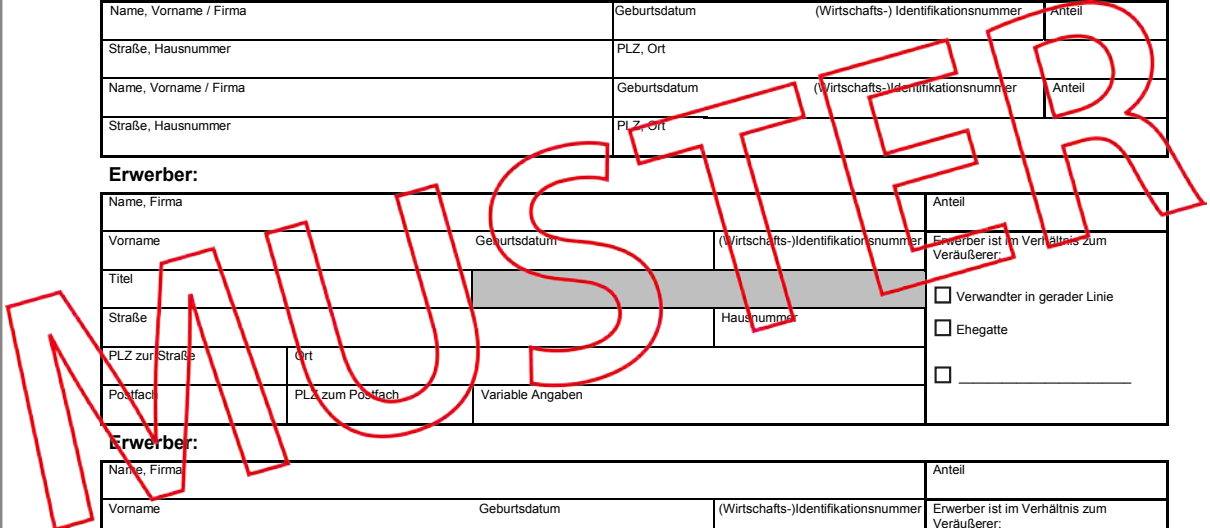 Name, Vorname / Firma Geburtsdatum (Wirtschafts-) Identifikationsnummer Anteil
Straße, Hausnummer PLZ, Ort
Name, Vorname / Firma Geburtsdatum (Wirtschafts-)Identifikationsnummer Anteil
Straße, Hausnummer PLZ, Ort
Erwerber:
Name, Firma Anteil
Vorname Geburtsdatum (Wirtschafts-)Identifikationsnummer Erwerber ist im Verhältnis zum
Veräußerer:
Titel
Verwandter in gerader Linie
Straße Hausnummer
Ehegatte
PLZ zur Straße Ort
Postfach PLZ zum Postfach Variable Angaben
Erwerber:
Name, Firma Anteil
Vorname Geburtsdatum (Wirtschafts-)Identifikationsnummer Erwerber ist im Verhältnis zum
Veräußerer:
MUSTER